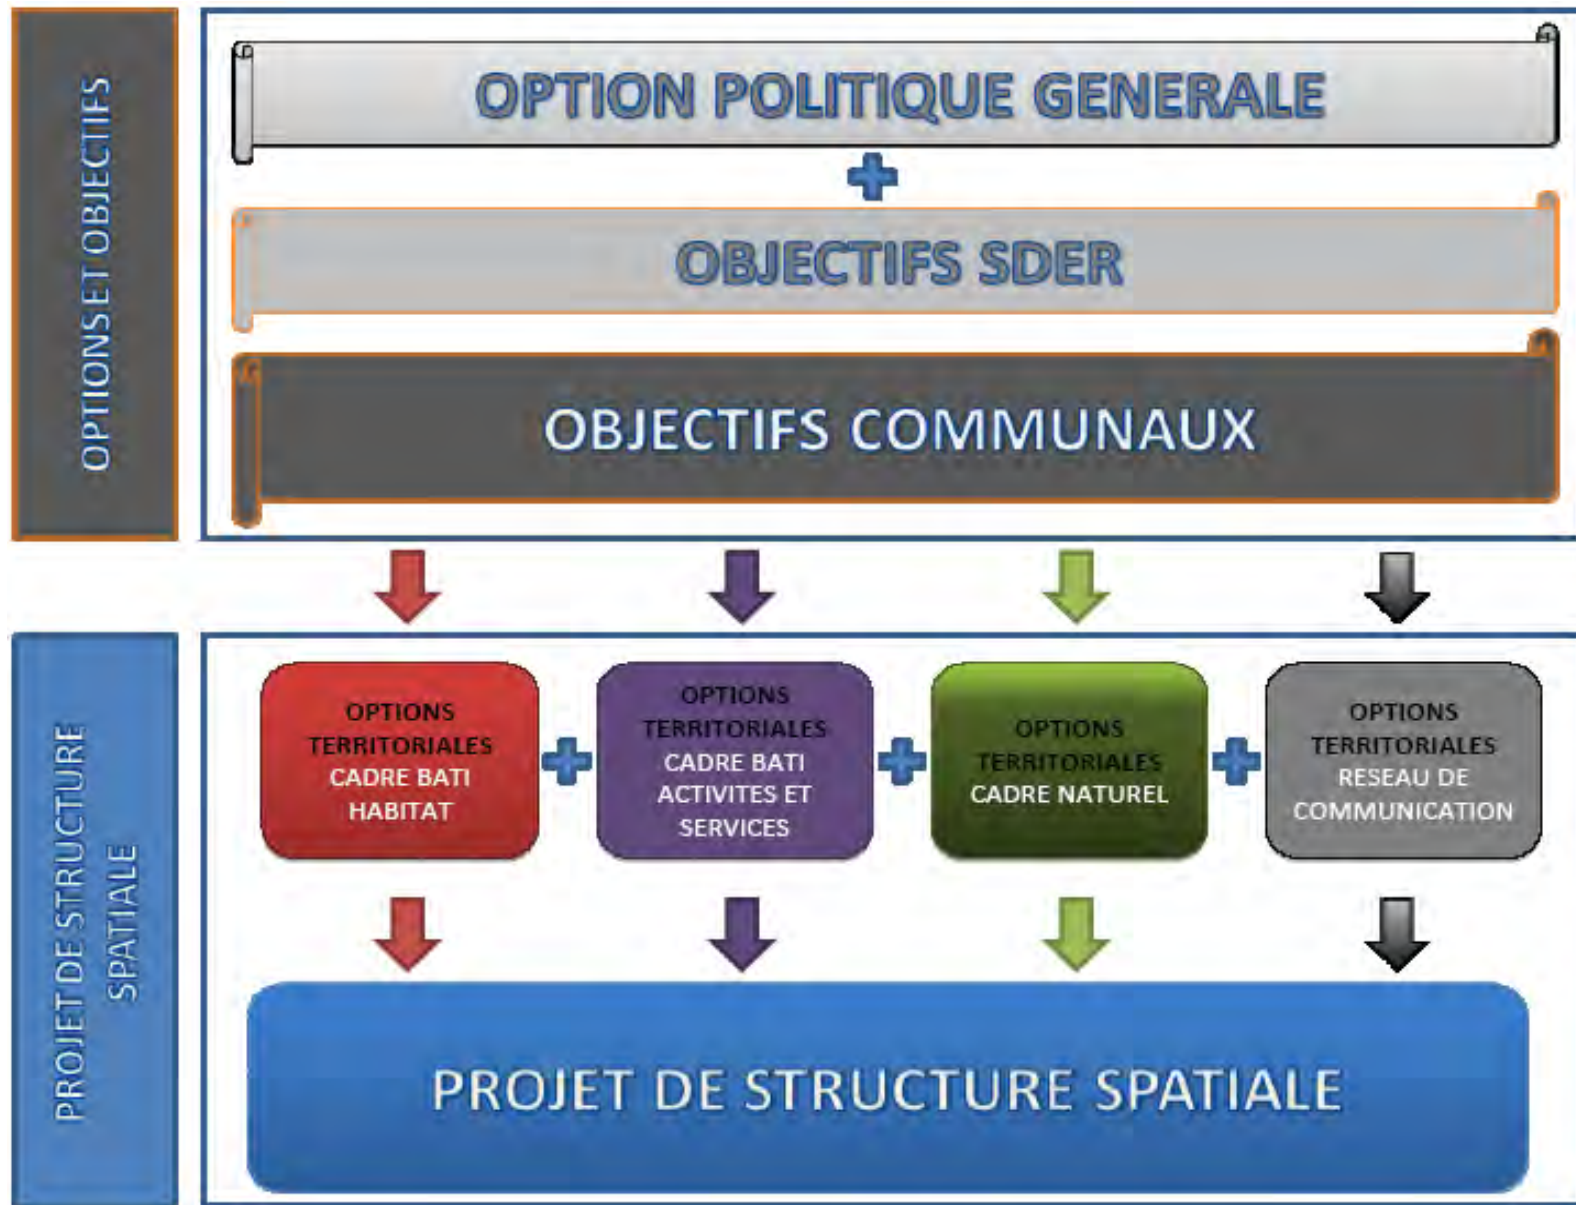 OPTIONS ET OBJECTIFS
OPTION POLITIQUE GENERALE
OBJECTIFS SDER
OBJECTIFS COMMUNAUX
PROJET DE STRUCTURE
SPATIALE
OPTIONS
TERRITORIALES
CADRE BATI
HABITAT
OPTIONS
TERRITORIALES
CADRE BATI
ACTIVITES ET
SERVICES
OPTIONS
TERRITORIALES
CADRE NATUREL
OPTIONS
TERRITORIALES
RESEAU DE
COMMUNICATION
PROJET DE STRUCTURE SPATIALE